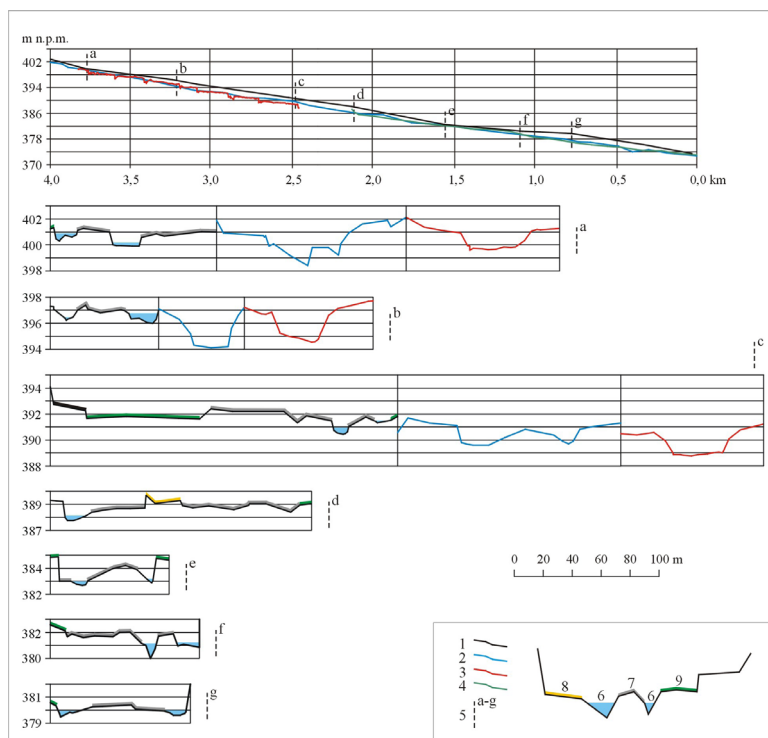 m n.p.m.
402
394
386
378
370
a
b
c
d
e
f
g
4,0 3,5 3,0 2,5 2,0 1,5 1,0 0,5 0,0 km
402
400
398
a
398
396
394
b
c
394
392
390
388
389
387
d
384
382
e
0 20 40 60 80 100 m
382
380
f
381
379
g
1
2
3
4
5 a-g
8 6 7 6 9